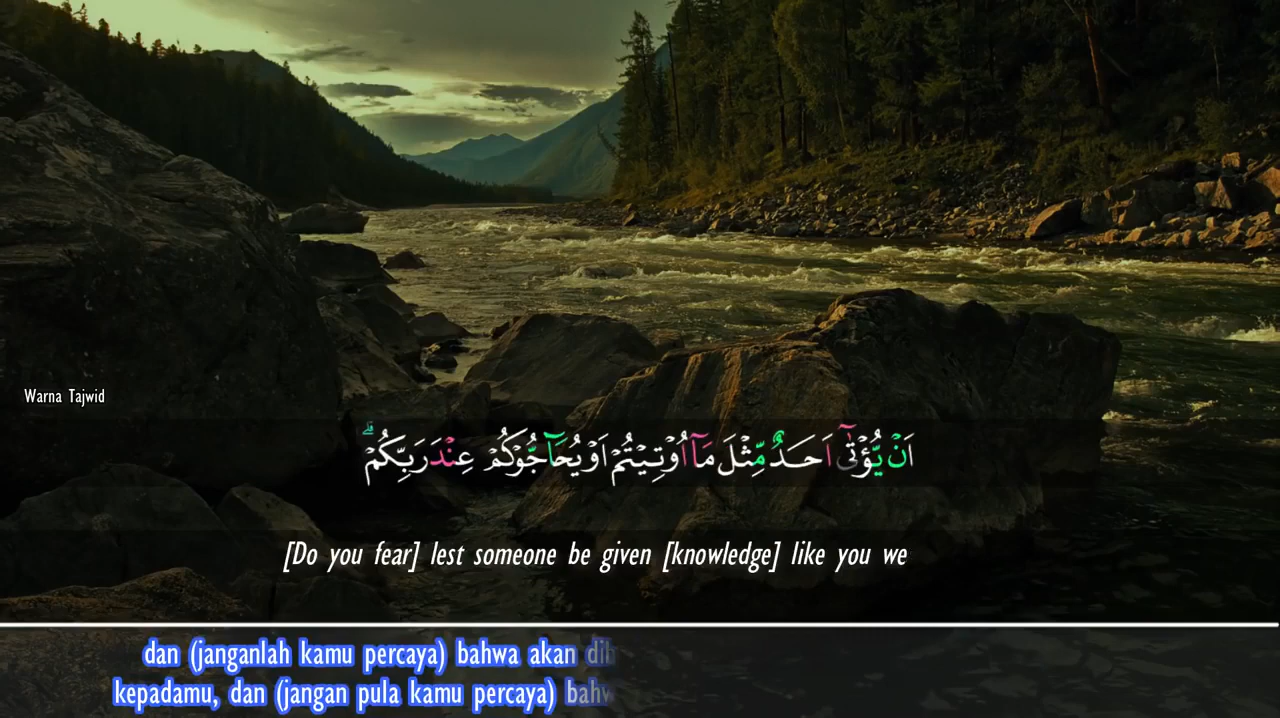 Warna Tajwid
اَنْ يُّؤْتٰٓى اَحَدٌ مِّثْلَ مَآ اُوْتِيْتُمْ اَوْ يُحَاۤجُّوْكُمْ عِنْدَ رَبِّكُمْ ۗ
[Do you fear] lest someone be given [knowledge] like you we
dan (janganlah kamu percaya) bahwa akan dib
kepadamu, dan (jangan pula kamu percaya) bahw